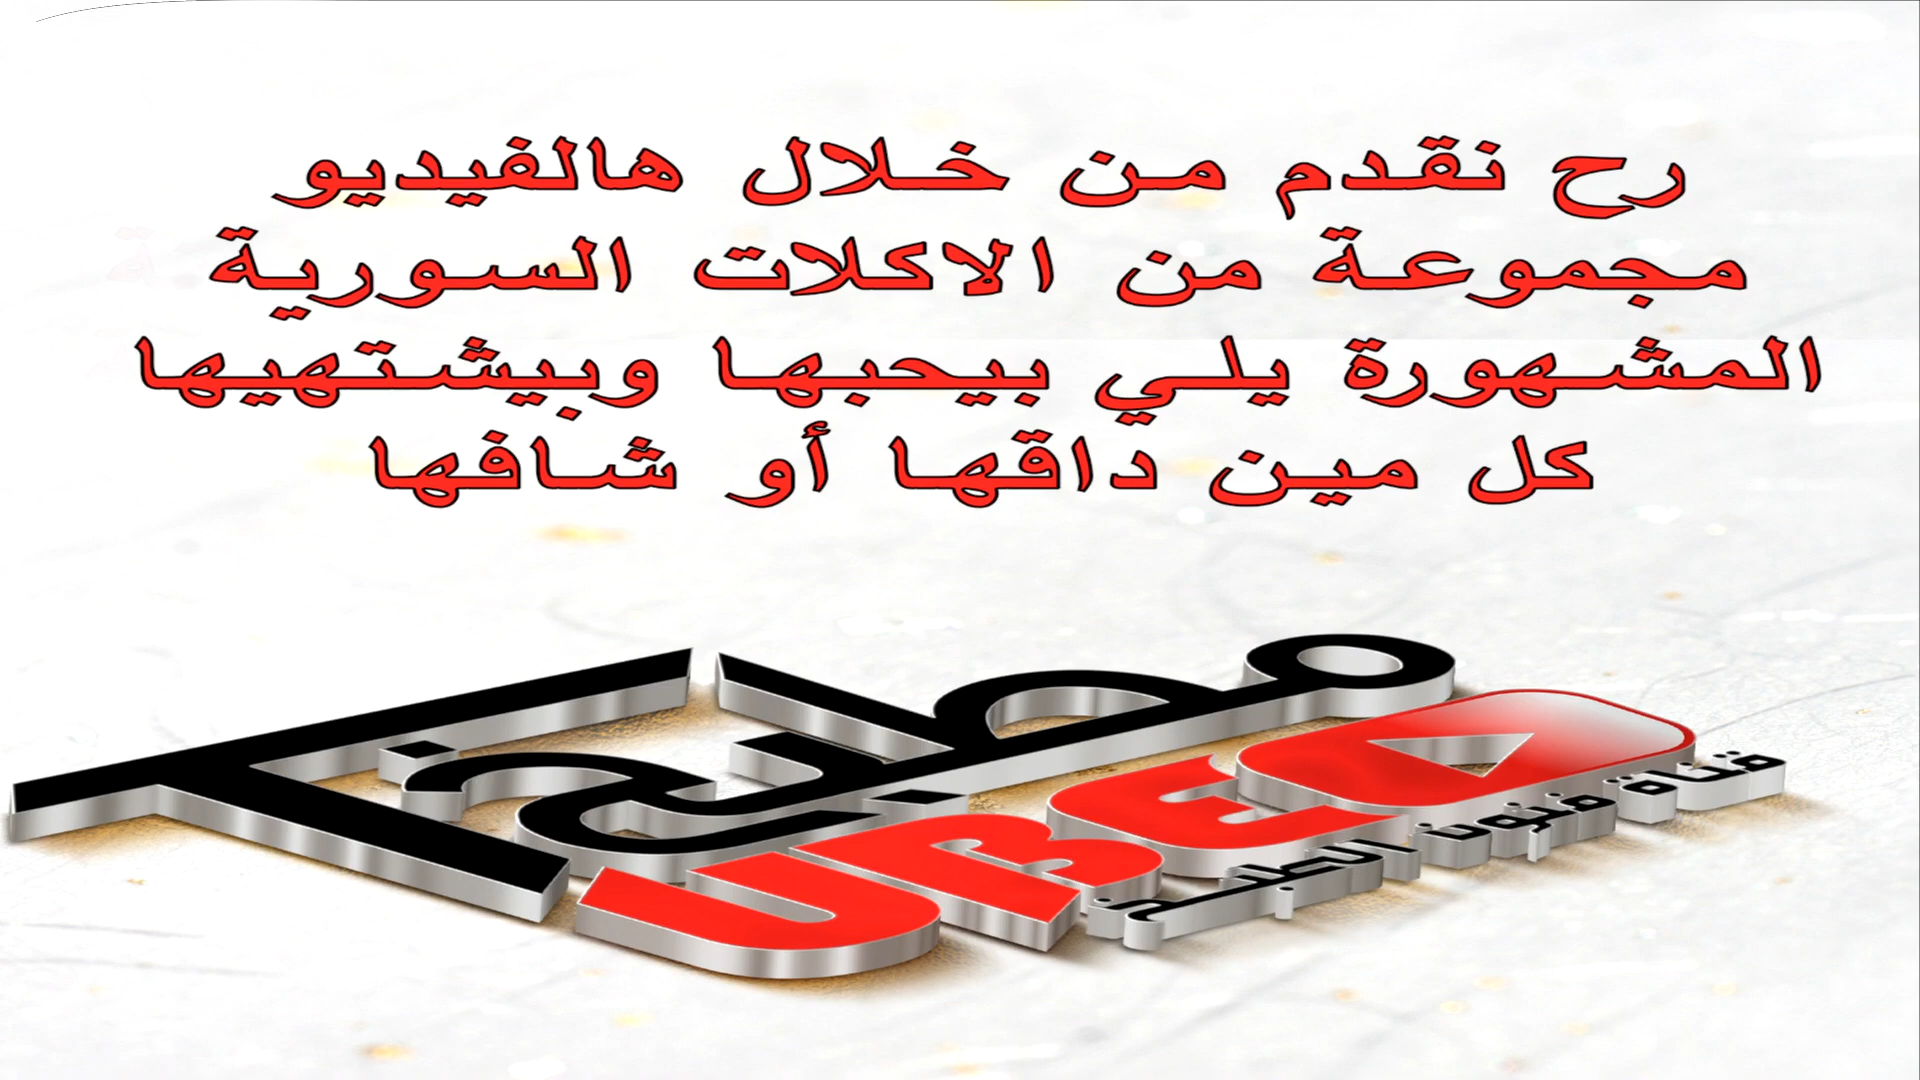 رح نقدم من خلال هالفيديو
مجموعة من الاكلات السورية
المشهورة يلي بيحبها وبيشتهيها
كل مين داقها أو شافها
مطبخ
TUBE
قناة فنون الطبخ